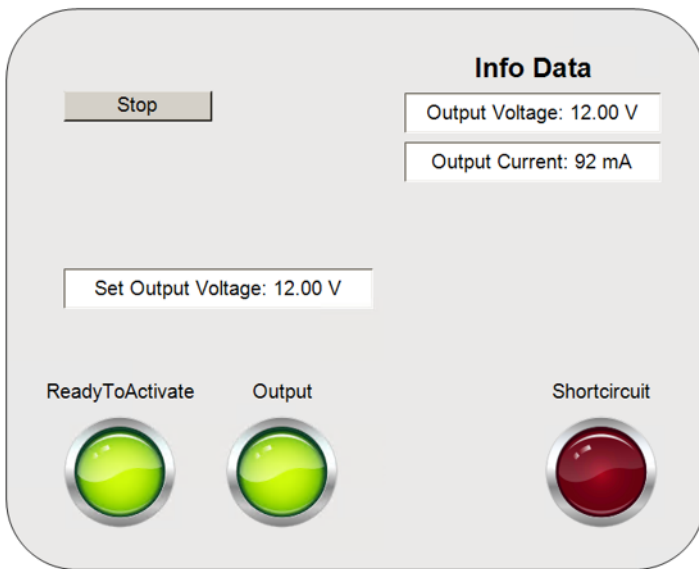 Info Data
Stop
Output Voltage: 12.00 V
Output Current: 92 mA
Set Output Voltage: 12.00 V
ReadyToActivate
Output
Shortcircuit